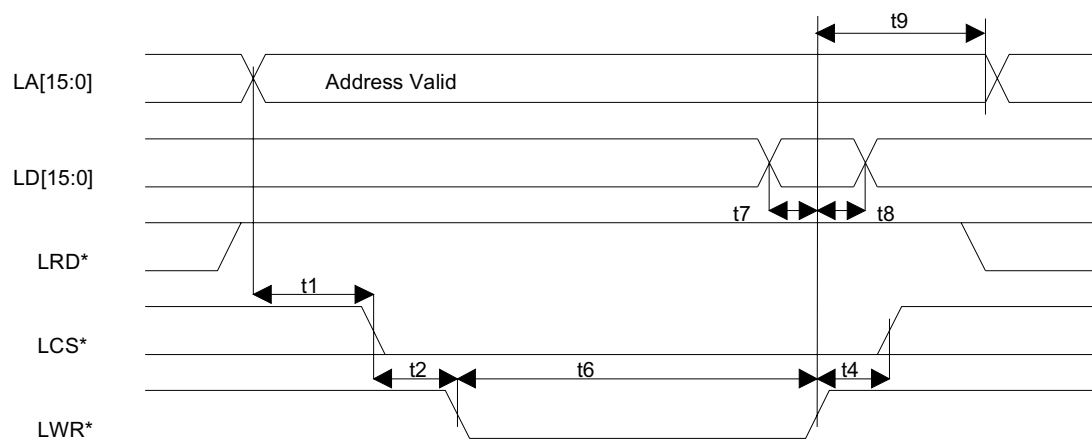 t9
LA[15:0]
Address Valid
LD[15:0]
t7
t8
LRD*
t1
LCS*
t2
t6
t4
LWR*